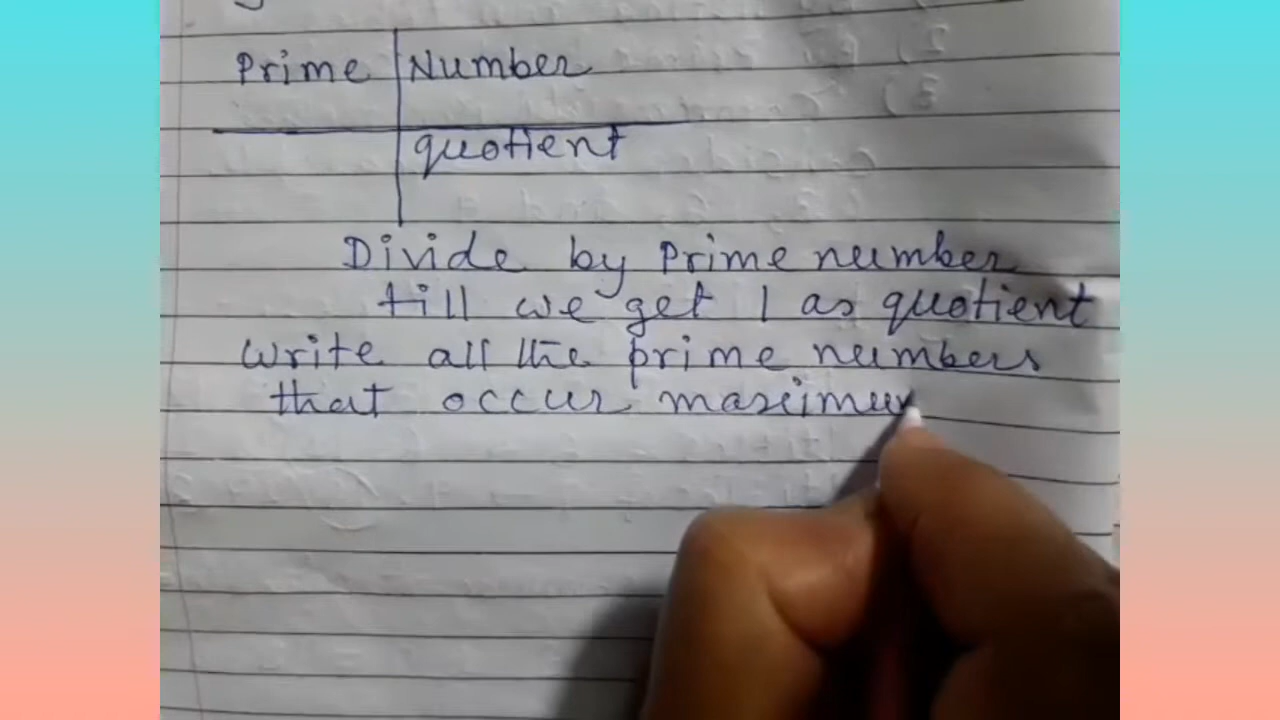 Prime Number
quotient
Divide by Prime number
till we get 1 as quotient
Write all the prime numbers
that occur maximum